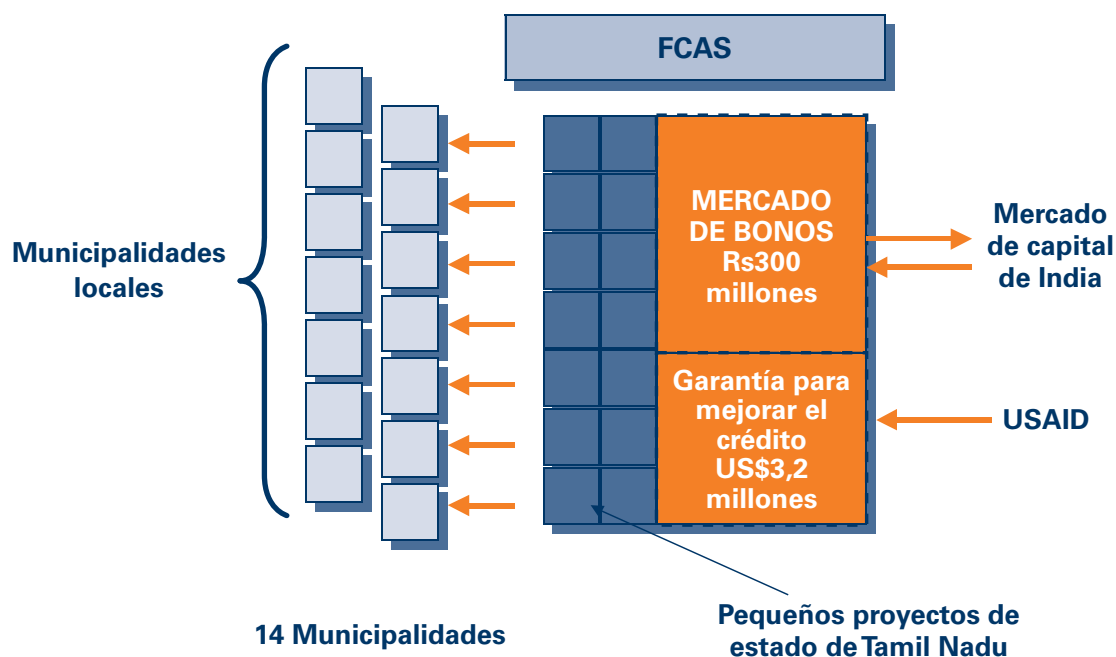 FCAS
Municipalidades
locales
MERCADO
DE BONOS
Rs300
millones
Mercado
de capital
de India
Garantía para
mejorar el
crédito
US$3,2
millones
USAID
14 Municipalidades
Pequeños proyectos de
estado de Tamil Nadu